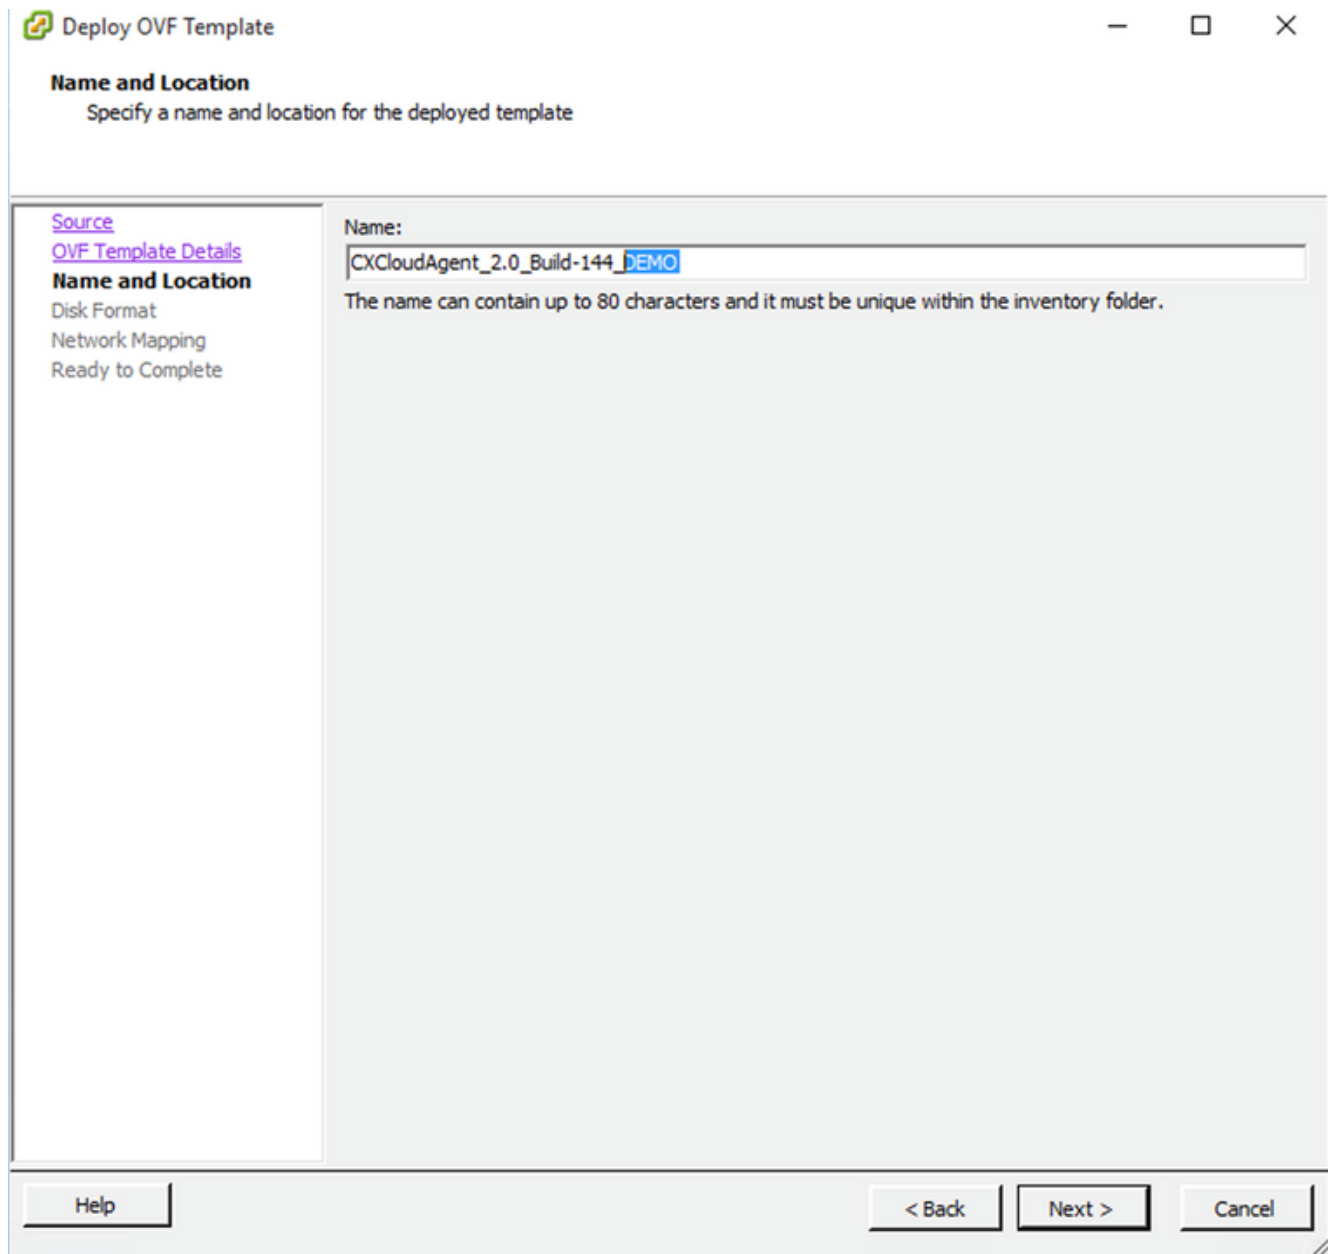 Deploy OVF Template
Name and Location
Specify a name and location for the deployed template
Source
OVF Template Details
Name and Location
Disk Format
Network Mapping
Ready to Complete
Name:
CXCloudAgent_2.0_Build-144_DEMO
The name can contain up to 80 characters and it must be unique within the inventory folder.
Help
< Back
Next >
Cancel